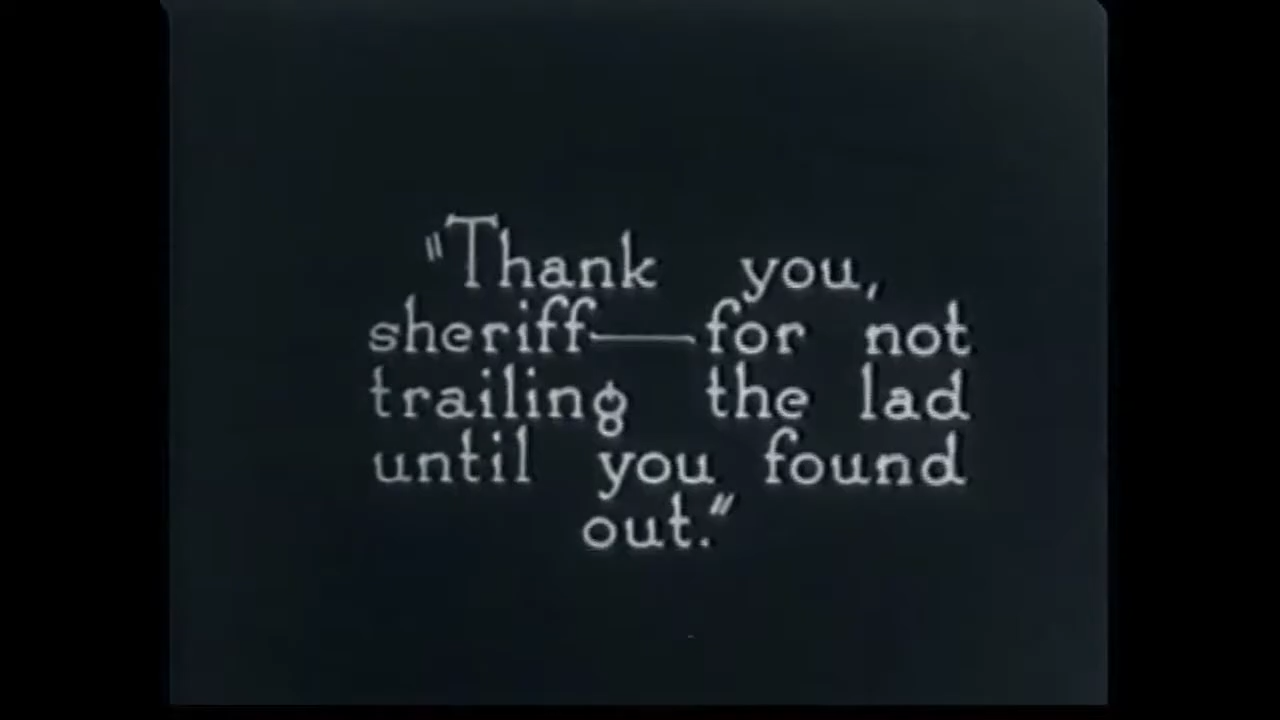 "Thank you,
sheriff——for not
trailing the lad
until you found
out."